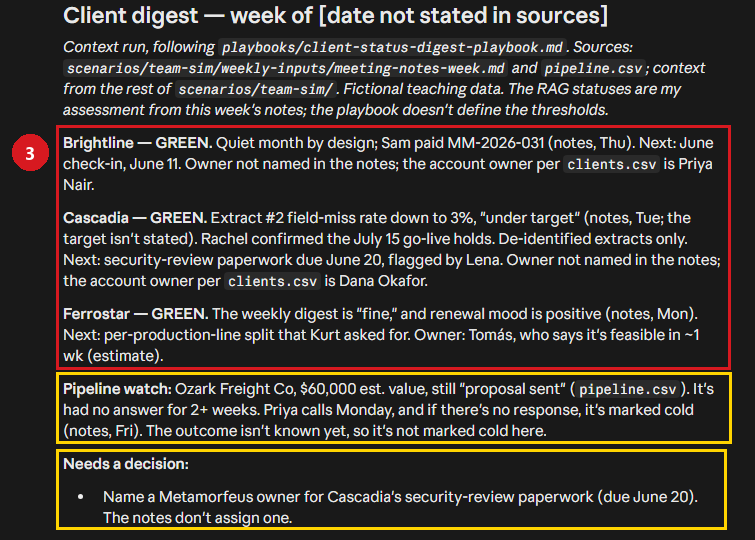 Client digest — week of [date not stated in sources]
Context run, following playbooks/client-status-digest-playbook.md. Sources:
scenarios/team-sim/weekly-inputs/meeting-notes-week.md and pipeline.csv; context
from the rest of scenarios/team-sim/. Fictional teaching data. The RAG statuses are my
assessment from this week's notes; the playbook doesn't define the thresholds.
3
Brightline — GREEN. Quiet month by design; Sam paid MM-2026-031 (notes, Thu). Next: June
check-in, June 11. Owner not named in the notes; the account owner per clients.csv is Priya
Nair.
Cascadia — GREEN. Extract #2 field-miss rate down to 3%, "under target" (notes, Tue; the
target isn't stated). Rachel confirmed the July 15 go-live holds. De-identified extracts only.
Next: security-review paperwork due June 20, flagged by Lena. Owner not named in the notes;
the account owner per clients.csv is Dana Okafor.
Ferrostar — GREEN. The weekly digest is "fine," and renewal mood is positive (notes, Mon).
Next: per-production-line split that Kurt asked for. Owner: Tomás, who says it's feasible in ~1
wk (estimate).
Pipeline watch: Ozark Freight Co, $60,000 est. value, still "proposal sent" (pipeline.csv). It's
had no answer for 2+ weeks. Priya calls Monday, and if there's no response, it's marked cold
(notes, Fri). The outcome isn't known yet, so it's not marked cold here.
Needs a decision:
• Name a Metamorfeus owner for Cascadia's security-review paperwork (due June 20).
The notes don't assign one.